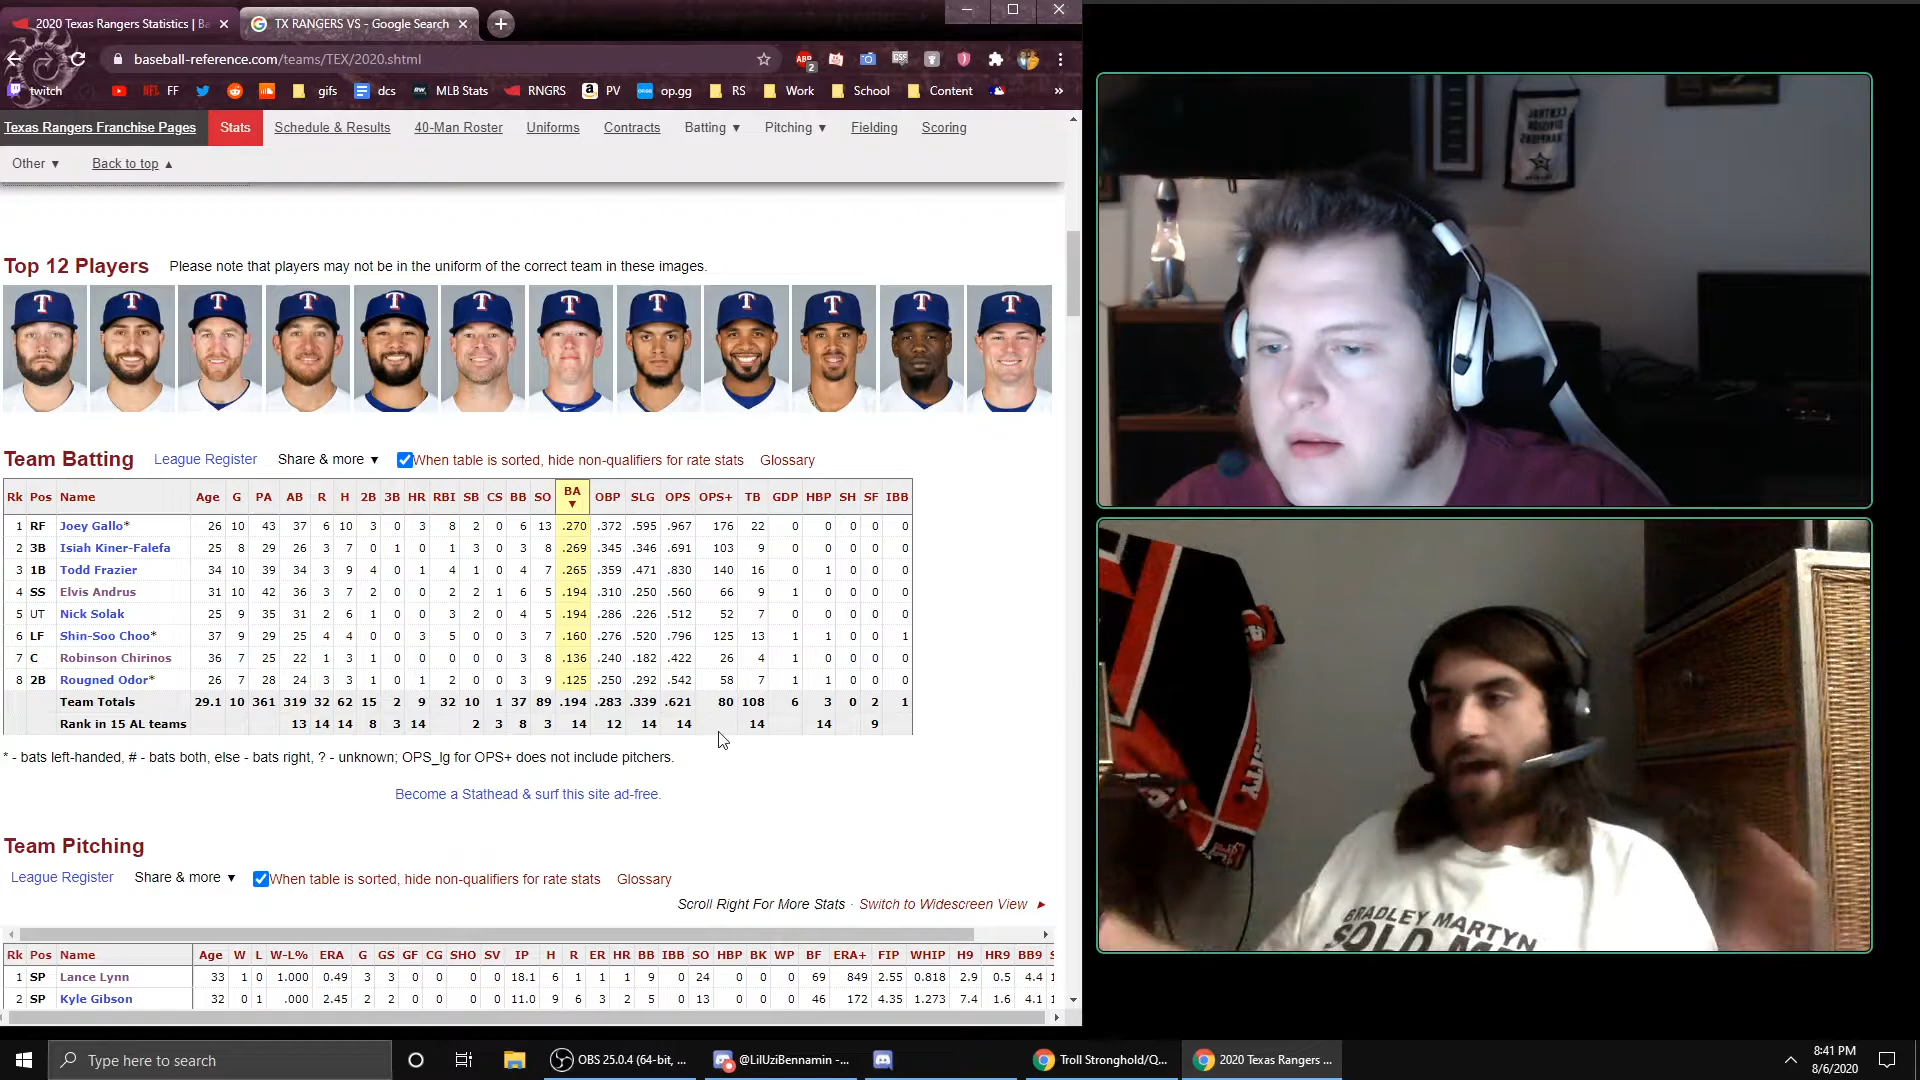 2020 Texas Rangers Statistics | Ba
TX RANGERS VS - Google Search
baseball-reference.com/teams/TEX/2020.shtml
twitch FF gifs dcs MLB Stats RNGRS PV op.gg RS Work School Content »
Texas Rangers Franchise Pages Stats Schedule & Results 40-Man Roster Uniforms Contracts Batting ▼ Pitching ▼ Fielding Scoring
Other ▼ Back to top ▲
Top 12 Players Please note that players may not be in the uniform of the correct team in these images.
Team Batting League Register Share & more ▼ When table is sorted, hide non-qualifiers for rate stats Glossary
Rk Pos Name Age G PA AB R H 2B 3B HR RBI SB CS BB SO BA ▼ OBP SLG OPS OPS+ TB GDP HBP SH SF IBB
1 RF Joey Gallo* 26 10 43 37 6 10 3 0 3 8 2 0 6 13 .270 .372 .595 .967 176 22 0 0 0 0 0
2 3B Isiah Kiner-Falefa 25 8 29 26 3 7 0 1 0 1 3 0 3 8 .269 .345 .346 .691 103 9 0 0 0 0 0
3 1B Todd Frazier 34 10 39 34 3 9 4 0 1 4 1 0 4 7 .265 .359 .471 .830 140 16 0 1 0 0 0
4 SS Elvis Andrus 31 10 42 36 3 7 2 0 0 2 2 1 6 5 .194 .310 .250 .560 66 9 1 0 0 0 0
5 UT Nick Solak 25 9 35 31 2 6 1 0 0 3 2 0 4 5 .194 .286 .226 .512 52 7 0 0 0 0 0
6 LF Shin-Soo Choo* 37 9 29 25 4 4 0 0 3 5 0 0 3 7 .160 .276 .520 .796 125 13 1 1 0 0 1
7 C Robinson Chirinos 36 7 25 22 1 3 1 0 0 0 0 0 3 8 .136 .240 .182 .422 26 4 1 0 0 0 0
8 2B Rougned Odor* 26 7 28 24 3 3 1 0 1 2 0 0 3 9 .125 .250 .292 .542 58 7 1 1 0 0 0
Team Totals 29.1 10 361 319 32 62 15 2 9 32 10 1 37 89 .194 .283 .339 .621 80 108 6 3 0 2 1
Rank in 15 AL teams 13 14 14 8 3 14 2 3 8 3 14 12 14 14 14 14 9
* - bats left-handed, # - bats both, else - bats right, ? - unknown; OPS_lg for OPS+ does not include pitchers.
Become a Stathead & surf this site ad-free.
Team Pitching
League Register Share & more ▼ When table is sorted, hide non-qualifiers for rate stats Glossary
Scroll Right For More Stats · Switch to Widescreen View ►
Rk Pos Name Age W L W-L% ERA G GS GF CG SHO SV IP H R ER HR BB IBB SO HBP BK WP BF ERA+ FIP WHIP H9 HR9 BB9
1 SP Lance Lynn 33 1 0 1.000 0.49 3 3 0 0 0 0 18.1 6 1 1 1 9 0 24 0 0 0 69 849 2.55 0.818 2.9 0.5 4.4
2 SP Kyle Gibson 32 0 1 .000 2.45 2 2 0 0 0 0 11.0 9 6 3 2 5 0 13 0 0 0 46 172 4.35 1.273 7.4 1.6 4.1
CENTRAL
DIVISION
BRADLEY MARTYN
SOLD
Type here to search
OBS 25.0.4 (64-bit, ...
@LilUziBennamin -...
Troll Stronghold/Q...
2020 Texas Rangers ...
8:41 PM
8/6/2020